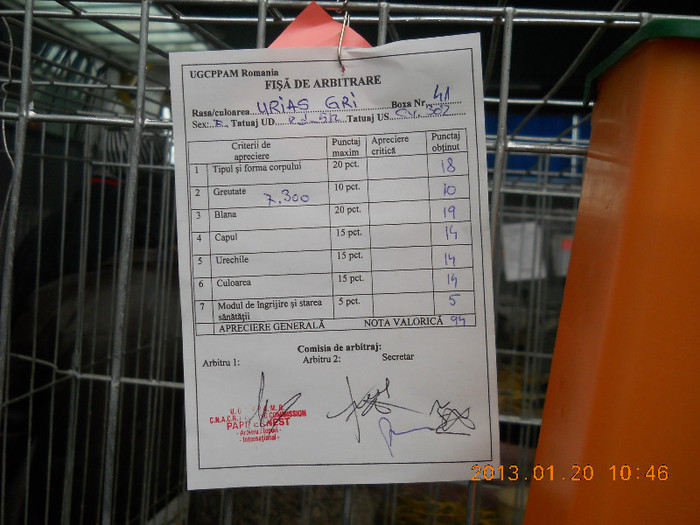 UGCPPAM Romania
FIȘĂ DE ARBITRARE
Rasa/culoarea URIAS GRI Boxa Nr. 41
Sex: B Tatuaj UD Tatuaj US
Criterii de apreciere Punctaj maxim Apreciere critică Punctaj obținut
1 Tipul și forma corpului 20 pct. 18
2 Greutate 7.300 10 pct. 10
3 Blana 20 pct. 19
4 Capul 15 pct. 14
5 Urechile 15 pct. 14
6 Culoarea 15 pct. 14
7 Modul de îngrijire și starea sănătății 5 pct. 5
APRECIERE GENERALĂ NOTA VALORICĂ 94
Comisia de arbitraj:
Arbitru 1: Arbitru 2: Secretar
COMMISSION
- International -
2013.01.20 10:46